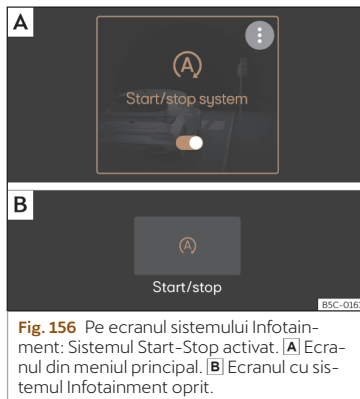 A
(A)
Start/stop system
B
(A)
Start/stop
B5C-0163
Fig. 156 Pe ecranul sistemului Infotain-
ment: Sistemul Start-Stop activat. A Ecra-
nul din meniul principal. B Ecranul cu sis-
temul Infotainment oprit.